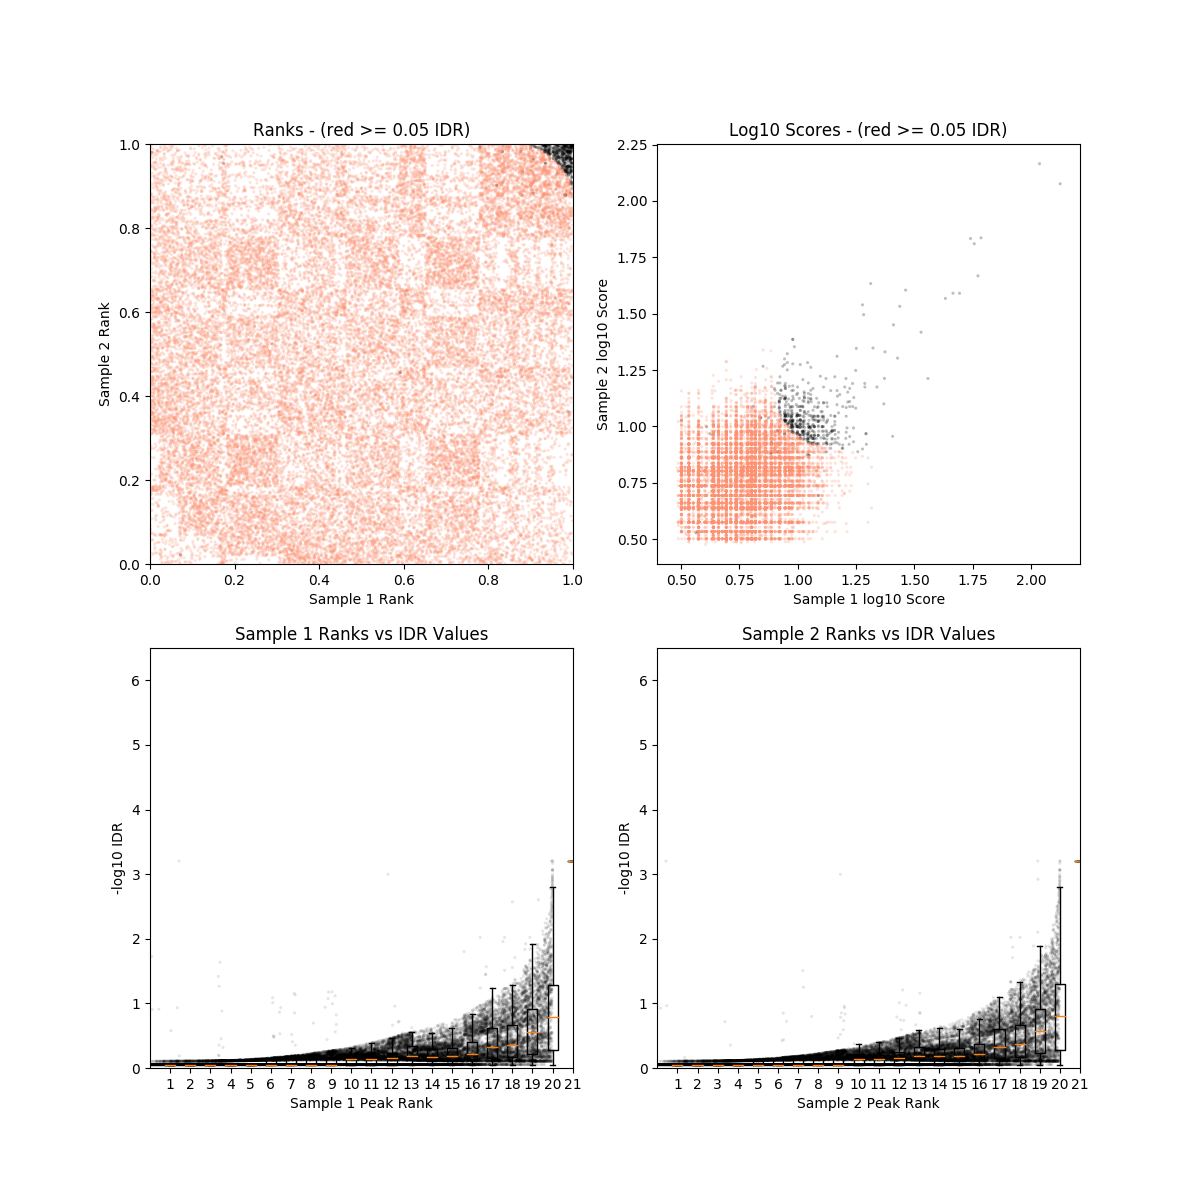 Ranks - (red >= 0.05 IDR)
1.0
0.8
0.6
0.4
0.2
0.0
Sample 2 Rank
0.0 0.2 0.4 0.6 0.8 1.0
Sample 1 Rank
Log10 Scores - (red >= 0.05 IDR)
2.25
2.00
1.75
1.50
1.25
1.00
0.75
0.50
Sample 2 log10 Score
0.50 0.75 1.00 1.25 1.50 1.75 2.00
Sample 1 log10 Score
Sample 1 Ranks vs IDR Values
6
5
4
3
2
1
0
-log10 IDR
1 2 3 4 5 6 7 8 9 10 11 12 13 14 15 16 17 18 19 20 21
Sample 1 Peak Rank
Sample 2 Ranks vs IDR Values
6
5
4
3
2
1
0
-log10 IDR
1 2 3 4 5 6 7 8 9 10 11 12 13 14 15 16 17 18 19 20 21
Sample 2 Peak Rank